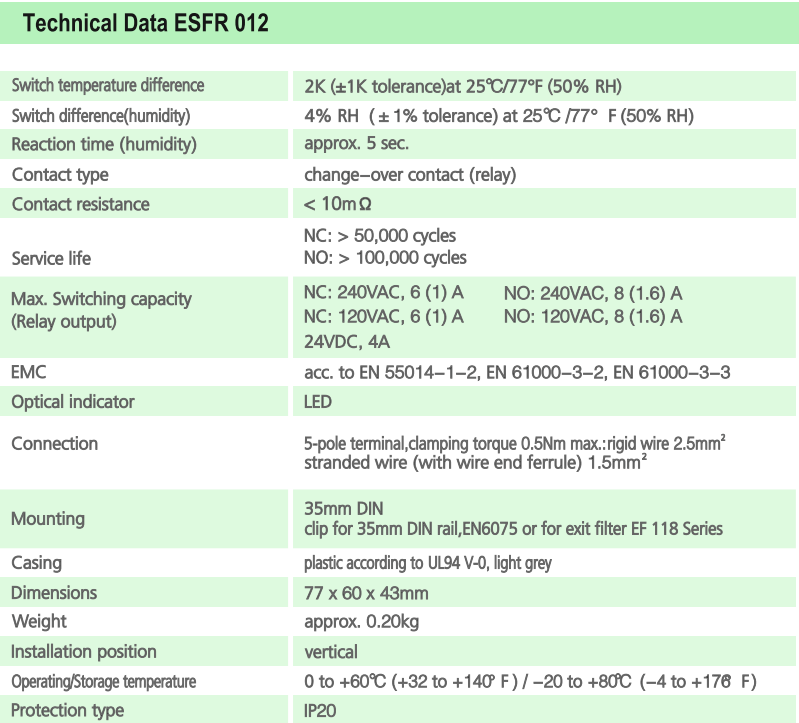 Technical Data ESFR 012
Switch temperature difference 2K (±1K tolerance)at 25℃/77°F (50% RH)
Switch difference(humidity) 4% RH ( ± 1% tolerance) at 25℃ /77° F (50% RH)
Reaction time (humidity) approx. 5 sec.
Contact type change–over contact (relay)
Contact resistance < 10mΩ
NC: > 50,000 cycles
Service life NO: > 100,000 cycles
Max. Switching capacity NC: 240VAC, 6 (1) A NO: 240VAC, 8 (1.6) A
(Relay output) NC: 120VAC, 6 (1) A NO: 120VAC, 8 (1.6) A
24VDC, 4A
EMC acc. to EN 55014–1–2, EN 61000–3–2, EN 61000–3–3
Optical indicator LED
Connection 5-pole terminal,clamping torque 0.5Nm max.:rigid wire 2.5mm²
stranded wire (with wire end ferrule) 1.5mm²
Mounting 35mm DIN
clip for 35mm DIN rail,EN6075 or for exit filter EF 118 Series
Casing plastic according to UL94 V-0, light grey
Dimensions 77 x 60 x 43mm
Weight approx. 0.20kg
Installation position vertical
Operating/Storage temperature 0 to +60℃ (+32 to +140° F ) / –20 to +80℃ (–4 to +176° F )
Protection type IP20